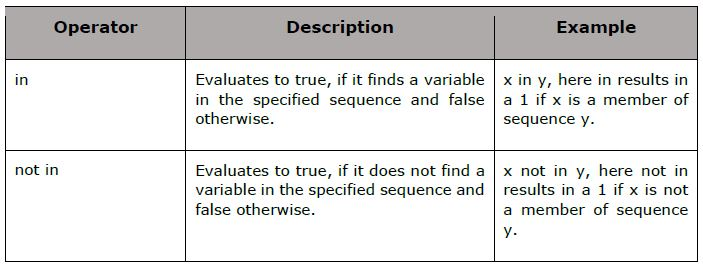 Operator Description Example
in
Evaluates to true, if it finds a variable
in the specified sequence and false
otherwise.
x in y, here in results in
a 1 if x is a member of
sequence y.
not in
Evaluates to true, if it does not find a
variable in the specified sequence and
false otherwise.
x not in y, here not in
results in a 1 if x is not
a member of sequence
y.